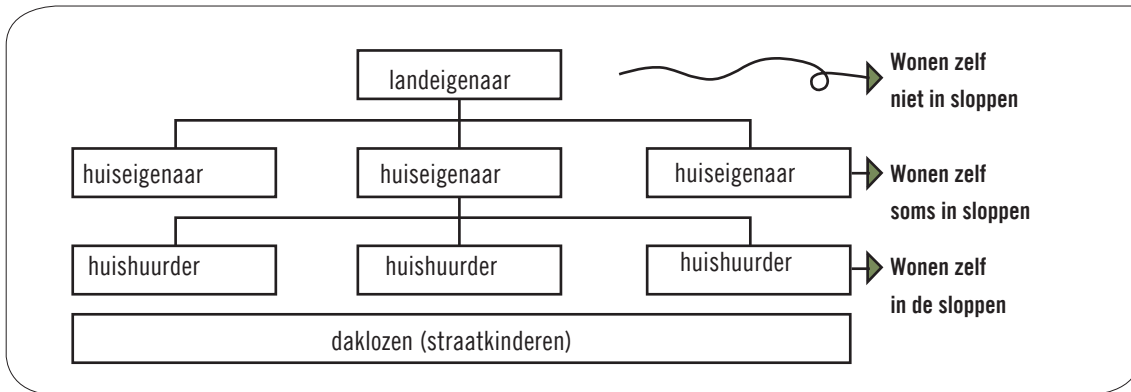 landeigenaar
Wonen zelf
niet in sloppen
huiseigenaar
huiseigenaar
huiseigenaar
Wonen zelf
soms in sloppen
huishuurder
huishuurder
huishuurder
Wonen zelf
in de sloppen
daklozen (straatkinderen)